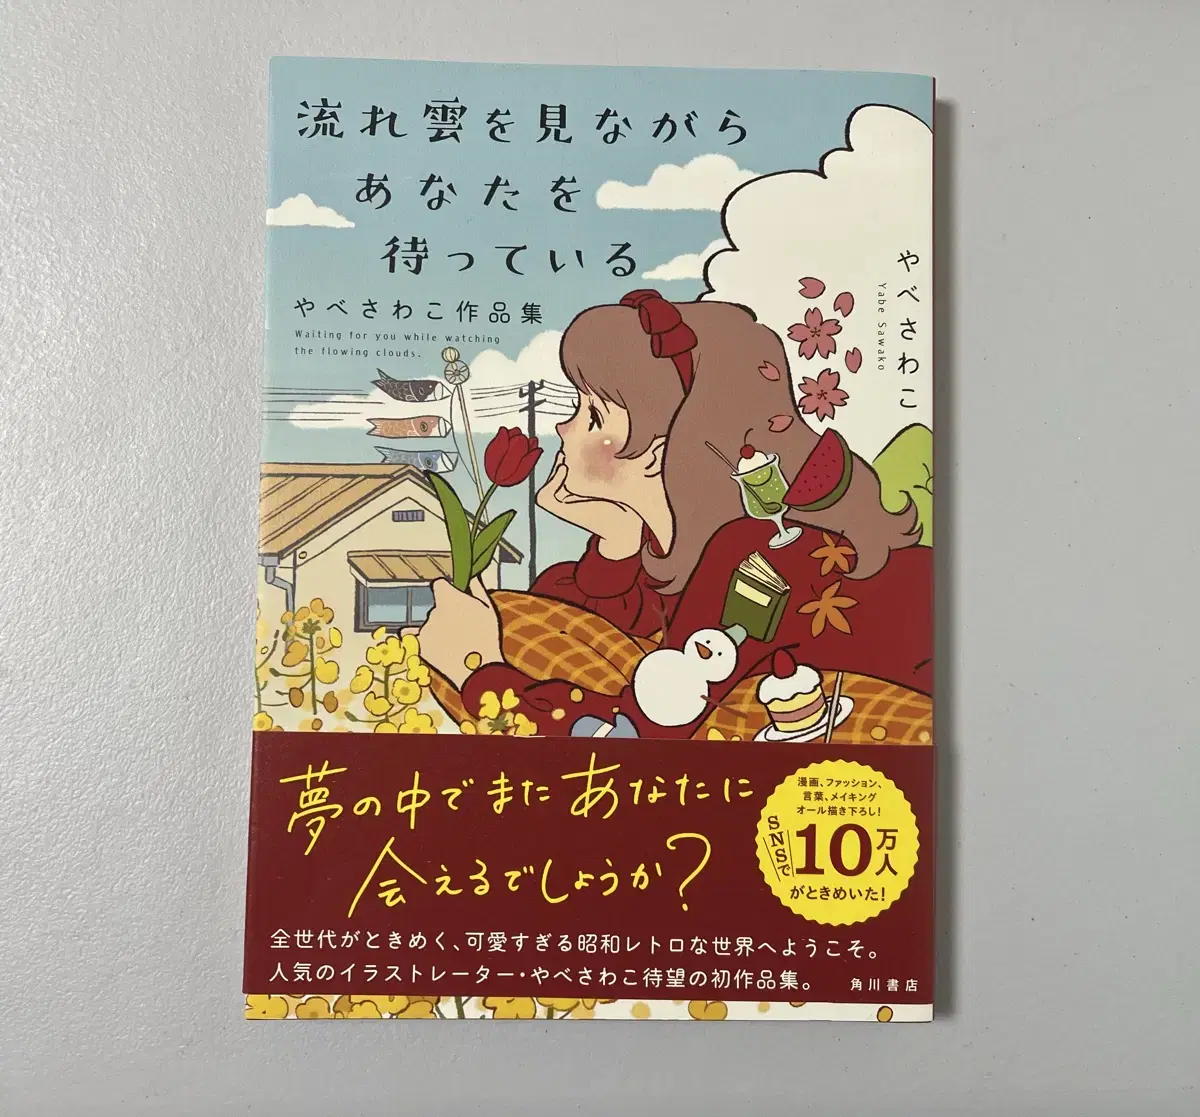 流れ雲を見ながら
あなたを
待っている
やべさわこ作品集
Waiting for you while watching
the flowing clouds.
やべさわこ
Yabe Sawako
夢の中でまたあなたに
会えるでしょうか?
漫画、ファッション、
言葉、メイキング
オール描き下ろし!
SNSで
10万人
がときめいた!
全世代がときめく、可愛すぎる昭和レトロな世界へようこそ。
人気のイラストレーター・やべさわこ待望の初作品集。
角川書店